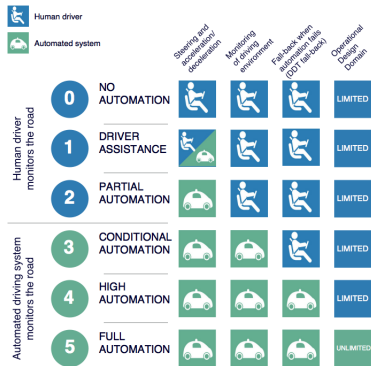 Human driver
Automated system
Steering and
acceleration/
deceleration
Monitoring
of driving
environment
Fall-back when
automation fails
(DDT fall-back)
Operational
Design
Domain
Human driver
monitors the road
0
NO
AUTOMATION
LIMITED
1
DRIVER
ASSISTANCE
LIMITED
2
PARTIAL
AUTOMATION
LIMITED
Automated driving system
monitors the road
3
CONDITIONAL
AUTOMATION
LIMITED
4
HIGH
AUTOMATION
LIMITED
5
FULL
AUTOMATION
UNLIMITED